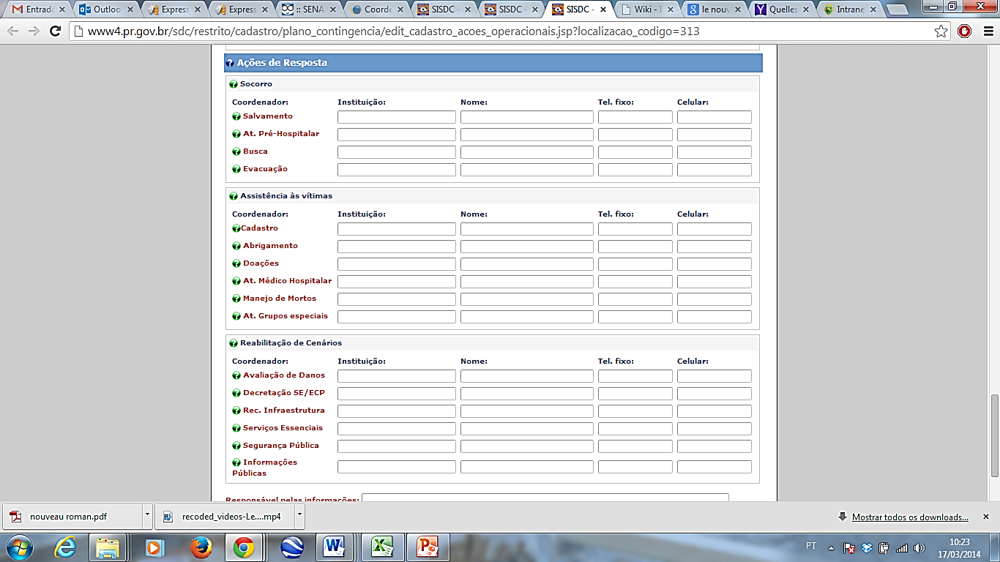 Entrad
Outloo
Express
Express
:: SENA
Coorde
SISDC -
SISDC -
SISDC -
Wiki - I
le nouv
Quelles
Intrane
www4.pr.gov.br/sdc/restrito/cadastro/plano_contingencia/edit_cadastro_acoes_operacionais.jsp?localizacao_codigo=313
Ações de Resposta
Socorro
Coordenador: Instituição: Nome: Tel. fixo: Celular:
Salvamento
At. Pré-Hospitalar
Busca
Evacuação
Assistência às vítimas
Coordenador: Instituição: Nome: Tel. fixo: Celular:
Cadastro
Abrigamento
Doações
At. Médico Hospitalar
Manejo de Mortos
At. Grupos especiais
Reabilitação de Cenários
Coordenador: Instituição: Nome: Tel. fixo: Celular:
Avaliação de Danos
Decretação SE/ECP
Rec. Infraestrutura
Serviços Essenciais
Segurança Pública
Informações
Públicas
Responsável pelas informações:
nouveau roman.pdf
recoded_videos-Le....mp4
Mostrar todos os downloads...
PT
10:23
17/03/2014